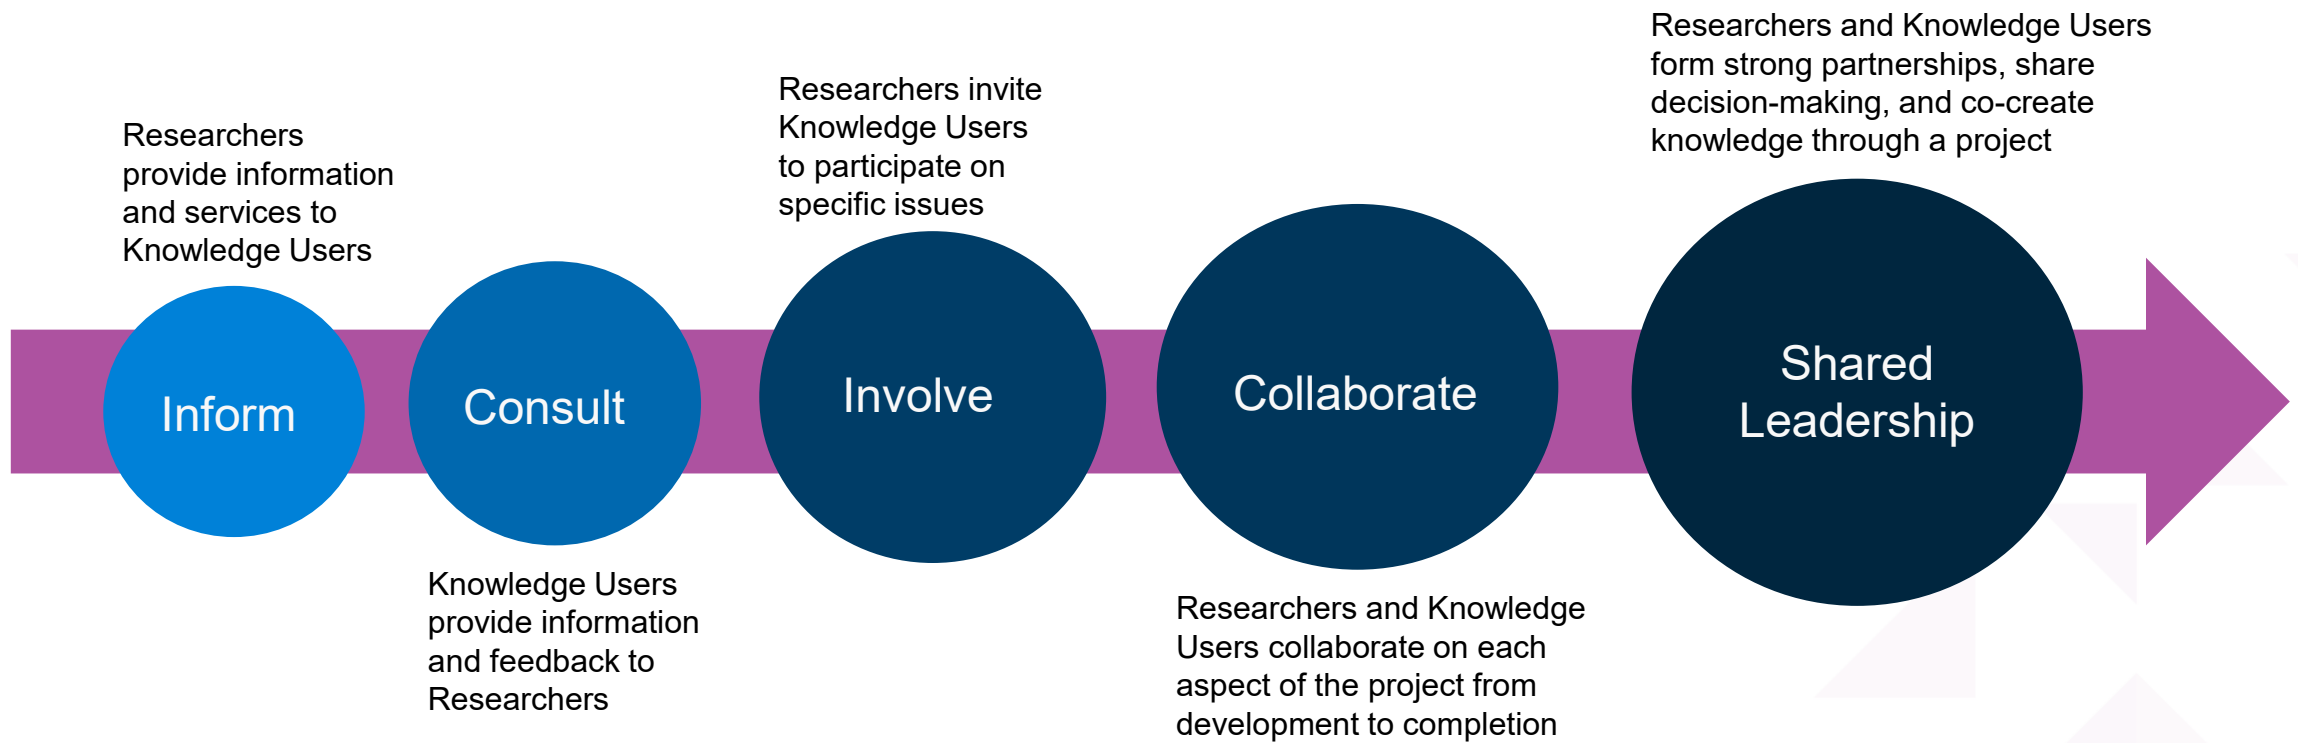 Researchers
provide information
and services to
Knowledge Users
Inform
Consult
Knowledge Users
provide information
and feedback to
Researchers
Researchers invite
Knowledge Users
to participate on
specific issues
Involve
Collaborate
Researchers and Knowledge
Users collaborate on each
aspect of the project from
development to completion
Researchers and Knowledge Users
form strong partnerships, share
decision-making, and co-create
knowledge through a project
Shared
Leadership